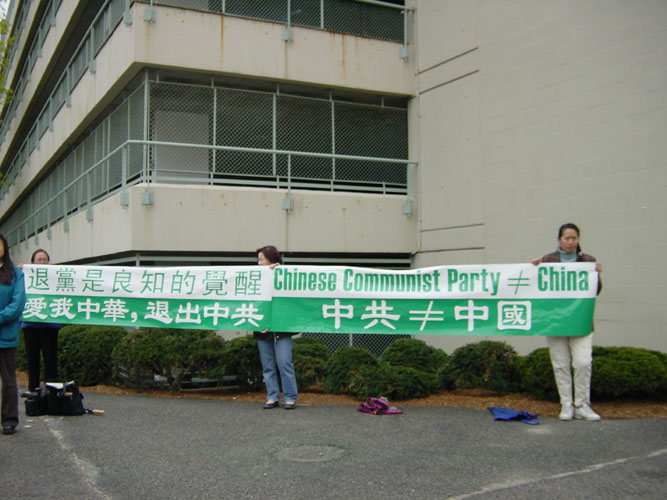 退黨是良知的覺醒
愛我中華,退出中共
Chinese Communist Party ≠ China
中共≠中國